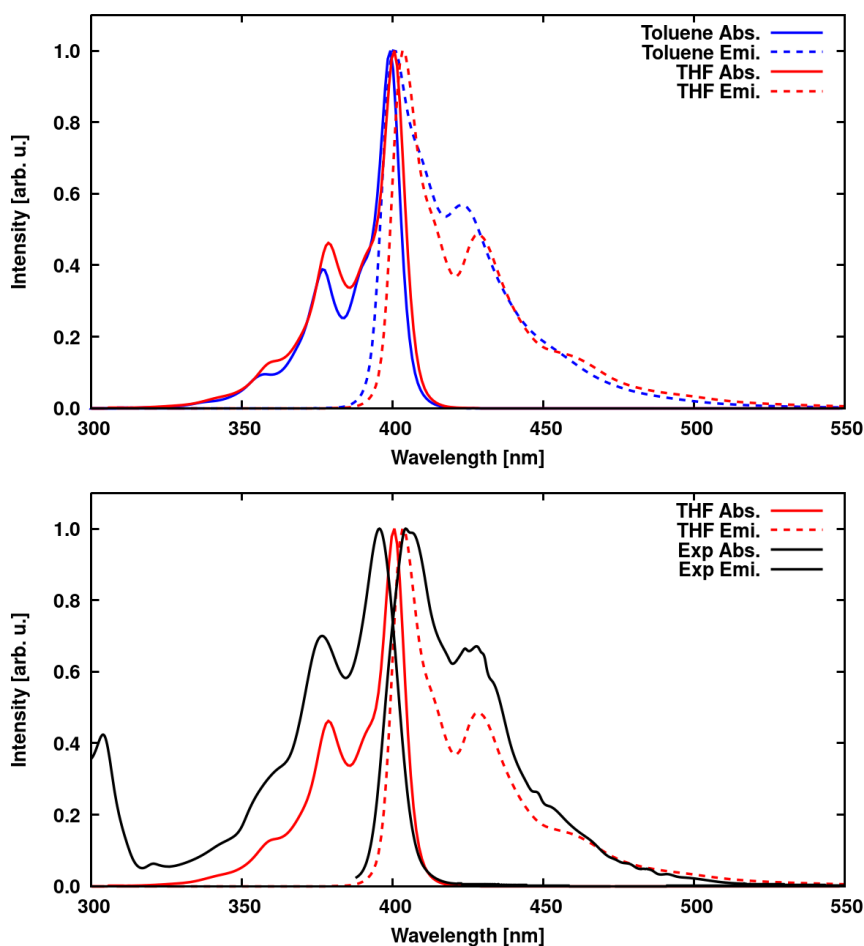 1.0
0.8
0.6
0.4
0.2
0.0
Intensity [arb. u.]
Toluene Abs.
Toluene Emi.
THF Abs.
THF Emi.
300 350 400 450 500 550
Wavelength [nm]
1.0
0.8
0.6
0.4
0.2
0.0
Intensity [arb. u.]
THF Abs.
THF Emi.
Exp Abs.
Exp Emi.
300 350 400 450 500 550
Wavelength [nm]